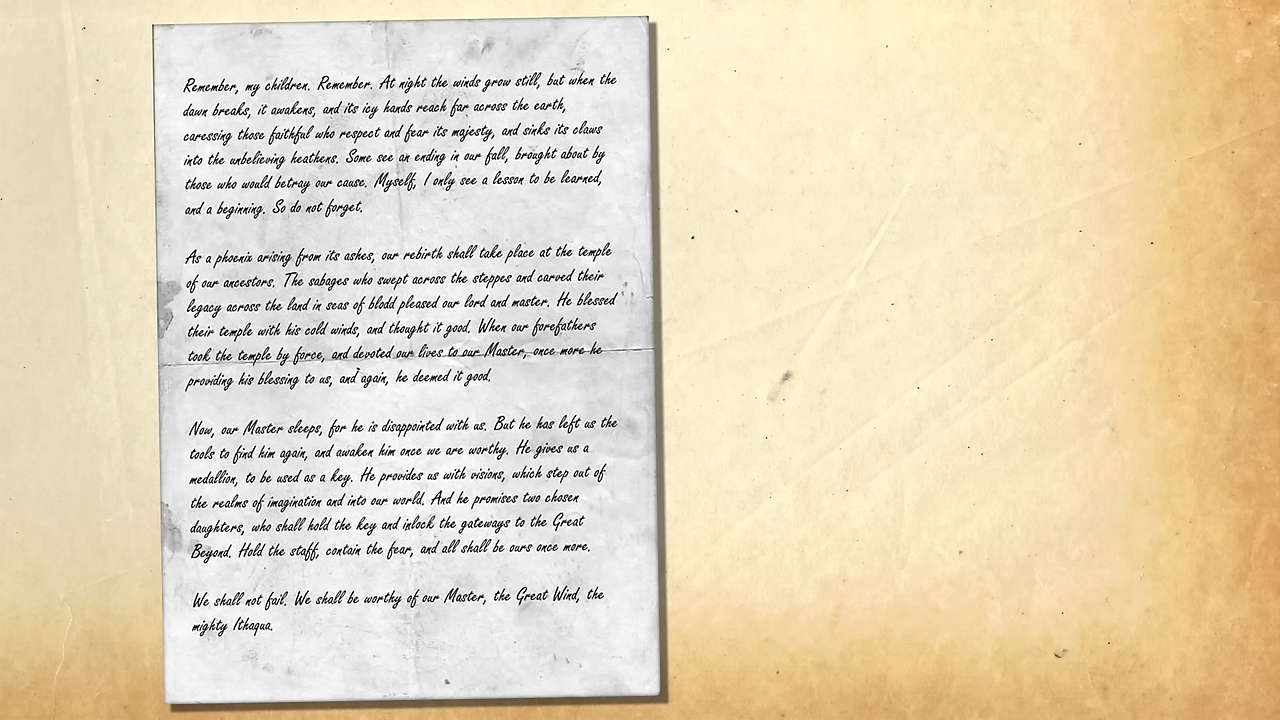 Remember, my children. Remember. At night the winds grow still, but when the
dawn breaks, it awakens, and its icy hands reach far across the earth,
caressing those faithful who respect and fear its majesty, and sinks its claws
into the unbelieving heathens. Some see an ending in our fall, brought about by
those who would betray our cause. Myself, I only see a lesson to be learned,
and a beginning. So do not forget.
As a phoenix arising from its ashes, our rebirth shall take place at the temple
of our ancestors. The sabages who swept across the steppes and carved their
legacy across the land in seas of blodd pleased our lord and master. He blessed
their temple with his cold winds, and thought it good. When our forefathers
took the temple by force, and devoted our lives to our Master, once more he
providing his blessing to us, and again, he deemed it good.
Now, our Master sleeps, for he is disappointed with us. But he has left us the
tools to find him again, and awaken him once we are worthy. He gives us a
medallion, to be used as a key. He provides us with visions, which step out of
the realms of imagination and into our world. And he promises two chosen
daughters, who shall hold the key and inlock the gateways to the Great
Beyond. Hold the staff, contain the fear, and all shall be ours once more.
We shall not fail. We shall be worthy of our Master, the Great Wind, the
mighty Ithaqua.